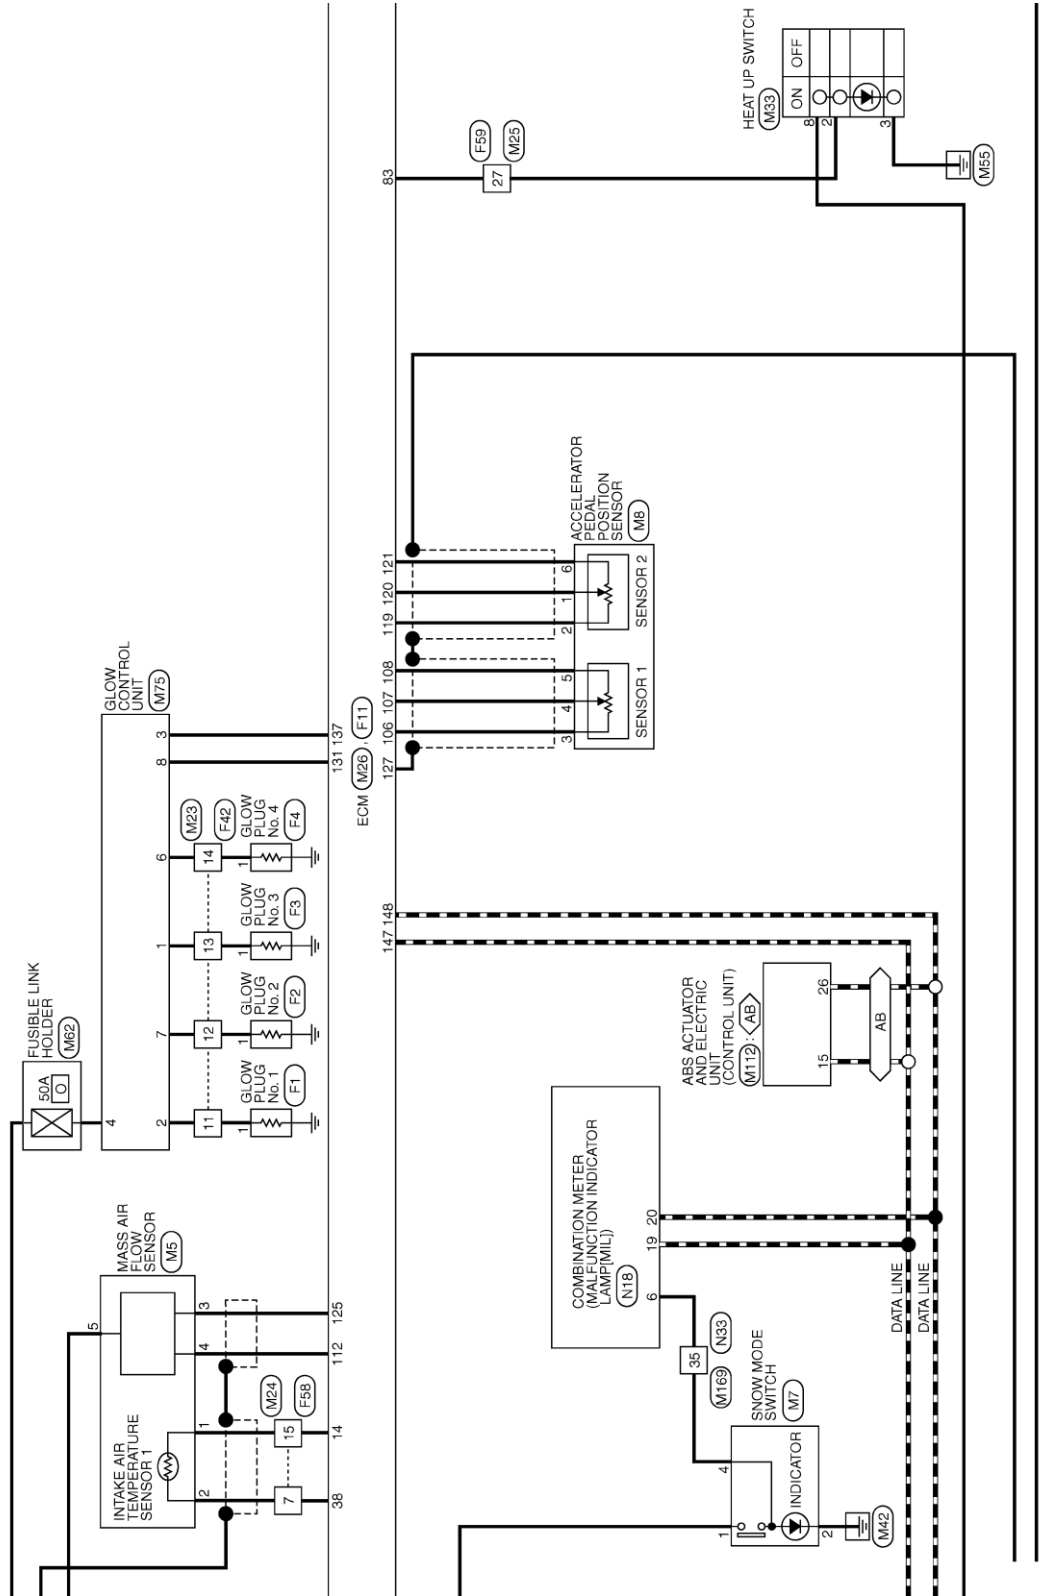 FUSIBLE LINK
HOLDER
M62
50A
O
4
GLOW
CONTROL
UNIT
M75
2
7
1
6
8
3
11
12
13
14
M23
F42
1
GLOW
PLUG
No. 1
F1
1
GLOW
PLUG
No. 2
F2
1
GLOW
PLUG
No. 3
F3
1
GLOW
PLUG
No. 4
F4
MASS AIR
FLOW
SENSOR
M5
5
INTAKE AIR
TEMPERATURE
SENSOR 1
2
1
4
3
7
15
M24
F58
38
14
112
125
131
137
ECM M26 , F11
147
148
127
106
107
108
119
120
121
83
3
4
5
2
1
6
SENSOR 1
SENSOR 2
ACCELERATOR
PEDAL
POSITION
SENSOR
M8
F59
27
M25
HEAT UP SWITCH
M33
ON
OFF
8
2
3
M55
ABS ACTUATOR
AND ELECTRIC
UNIT
(CONTROL UNIT)
M112 : AB
15
26
AB
COMBINATION METER
(MALFUNCTION INDICATOR
LAMP[MIL])
N18
6
19
20
35
N33
M169
SNOW MODE
SWITCH
M7
1
4
INDICATOR
2
M42
DATA LINE
DATA LINE